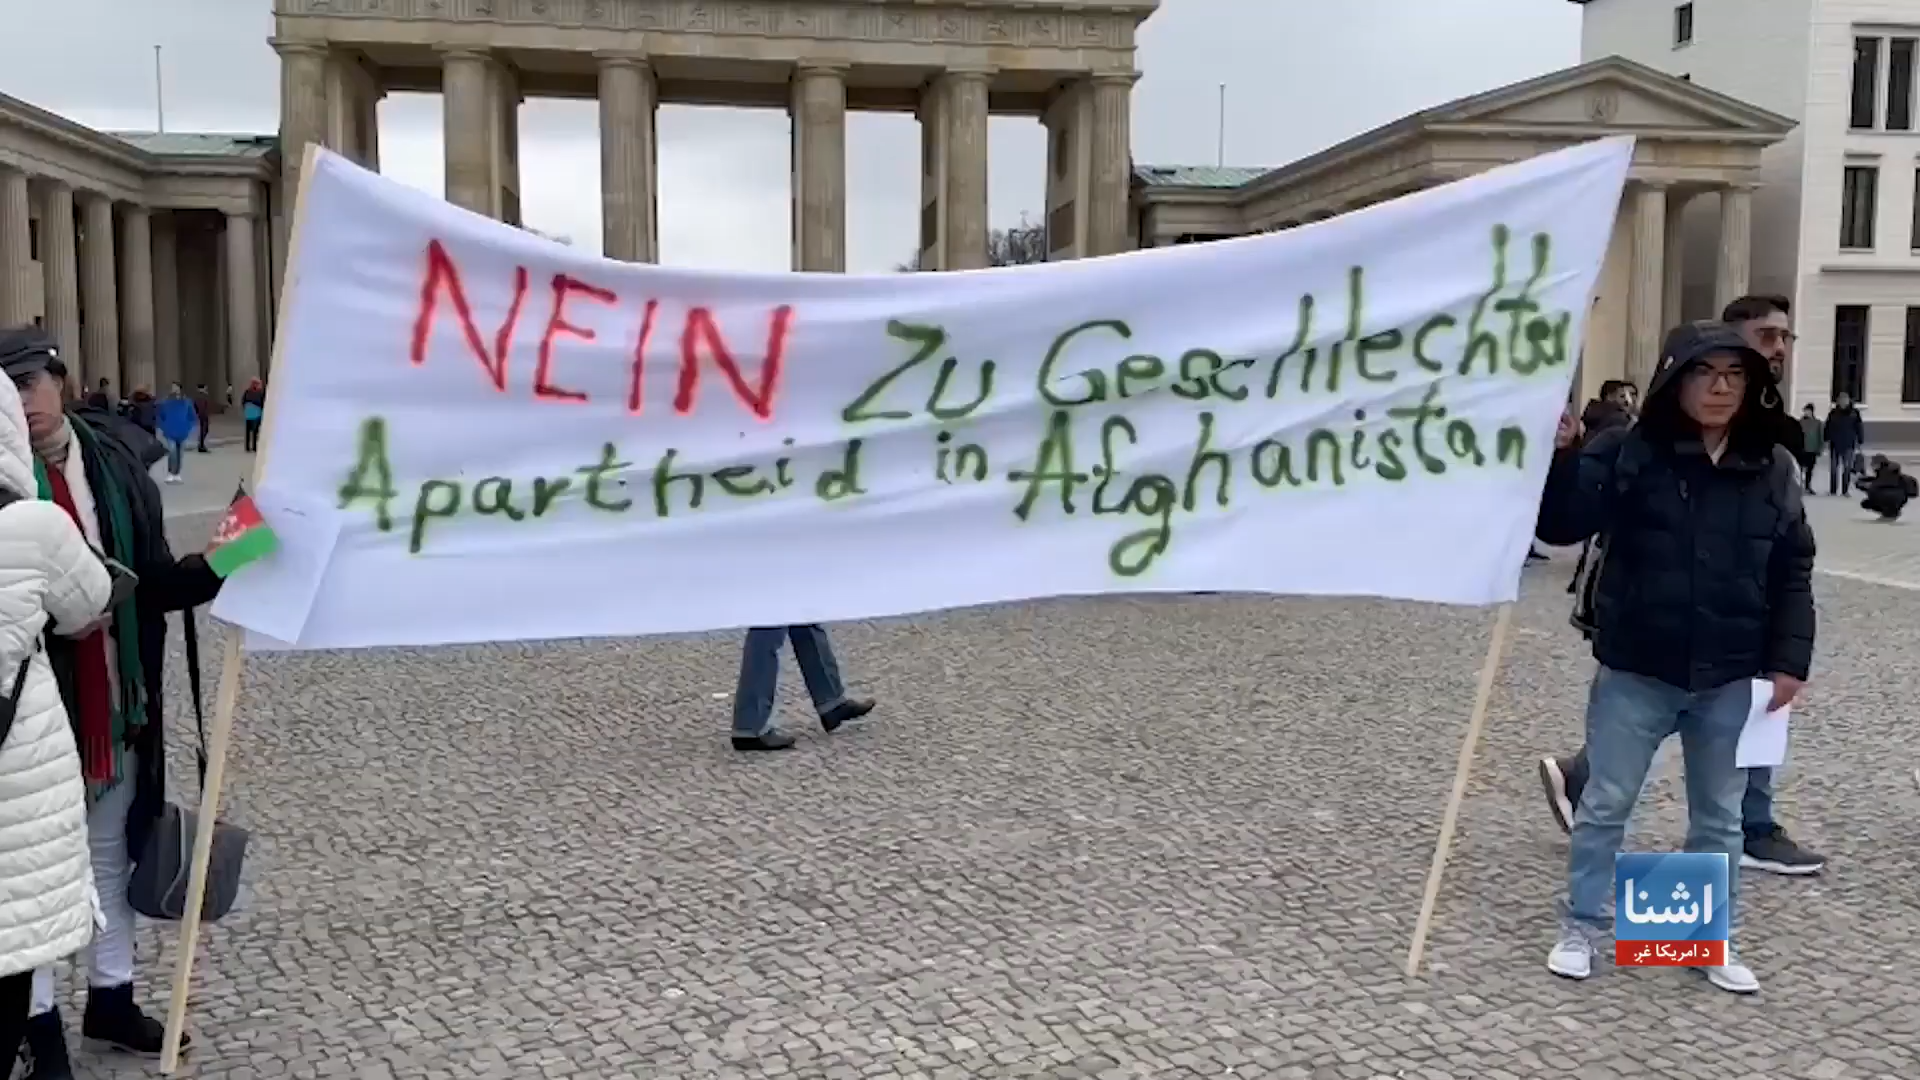 NEIN Zu Geschlechter
Apartheid in Afghanistan
اشنا
د امریکا غږ